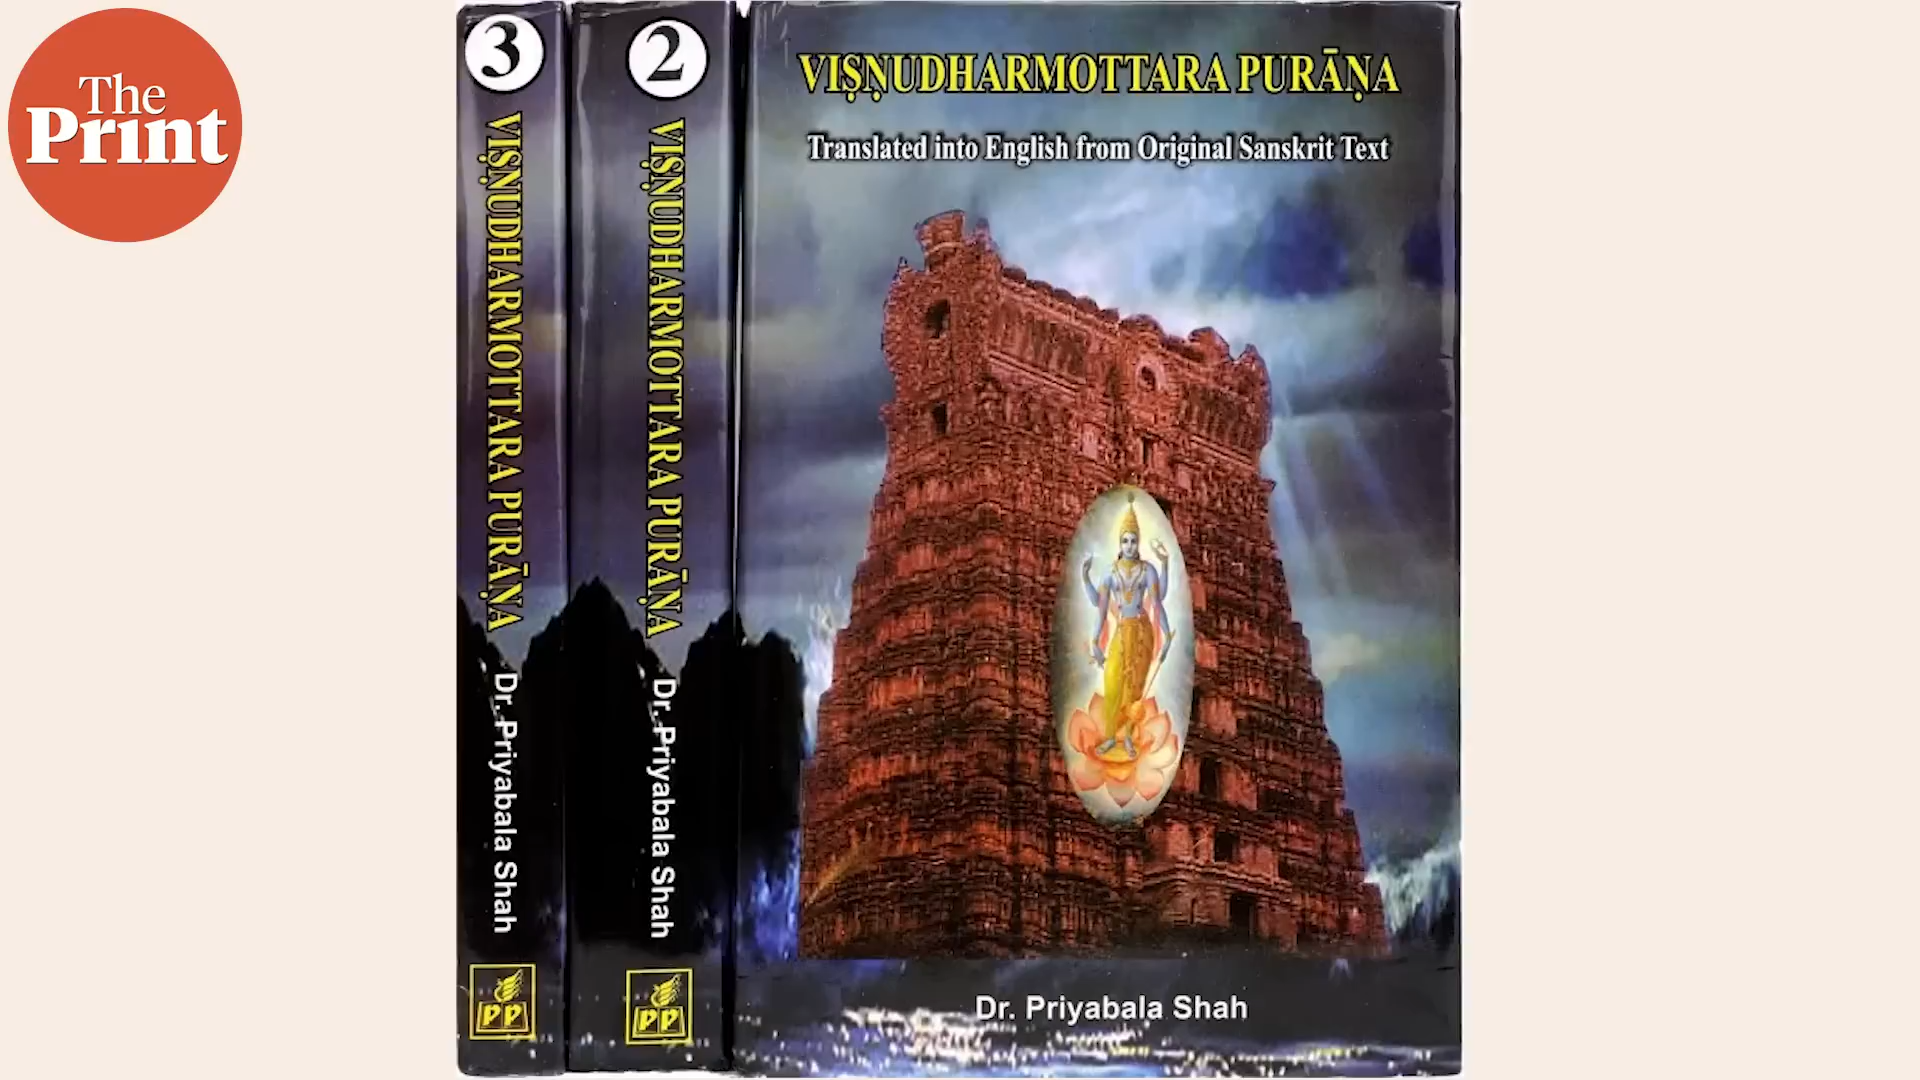 The
Print
3
VIṢṆUDHARMOTTARA PURĀṆA
Dr. Priyabala Shah
PP
2
VIṢṆUDHARMOTTARA PURĀṆA
Dr. Priyabala Shah
PP
VIṢṆUDHARMOTTARA PURĀṆA
Translated into English from Original Sanskrit Text
Dr. Priyabala Shah